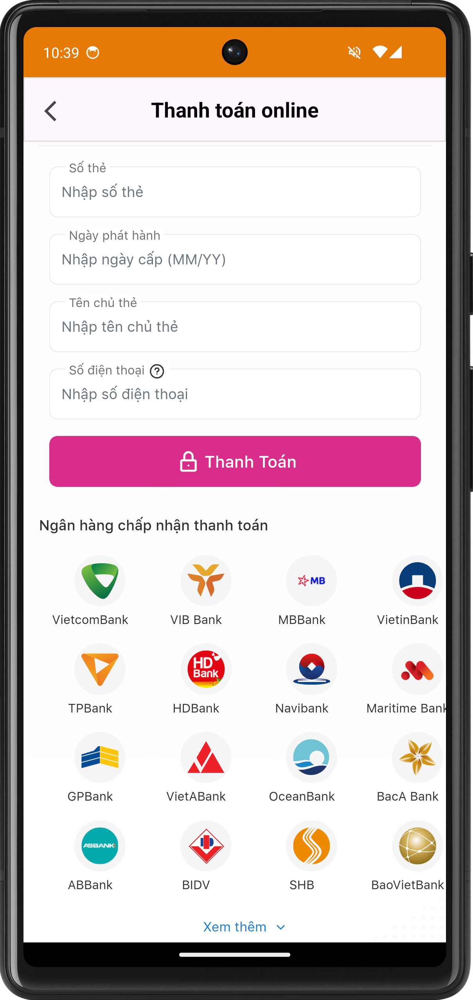 10:39
Thanh toán online
Số thẻ
Nhập số thẻ
Ngày phát hành
Nhập ngày cấp (MM/YY)
Tên chủ thẻ
Nhập tên chủ thẻ
Số điện thoại ?
Nhập số điện thoại
Thanh Toán
Ngân hàng chấp nhận thanh toán
MB
VietcomBank VIB Bank MBBank VietinBank
HD
Bank
TPBank HDBank Navibank Maritime Bank
GPBank VietABank OceanBank BacA Bank
ABBANK
ABBank BIDV SHB BaoVietBank
Xem thêm